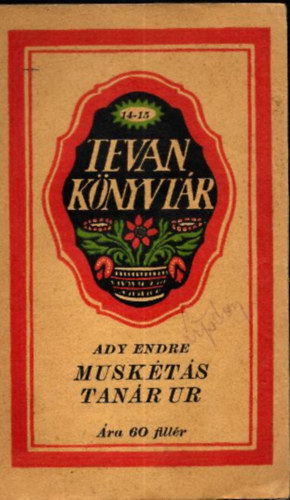 14-15
TEVAN
KÖNYVTÁR
ADY ENDRE
MUSKÉTÁS
TANÁR UR
Ára 60 fillér